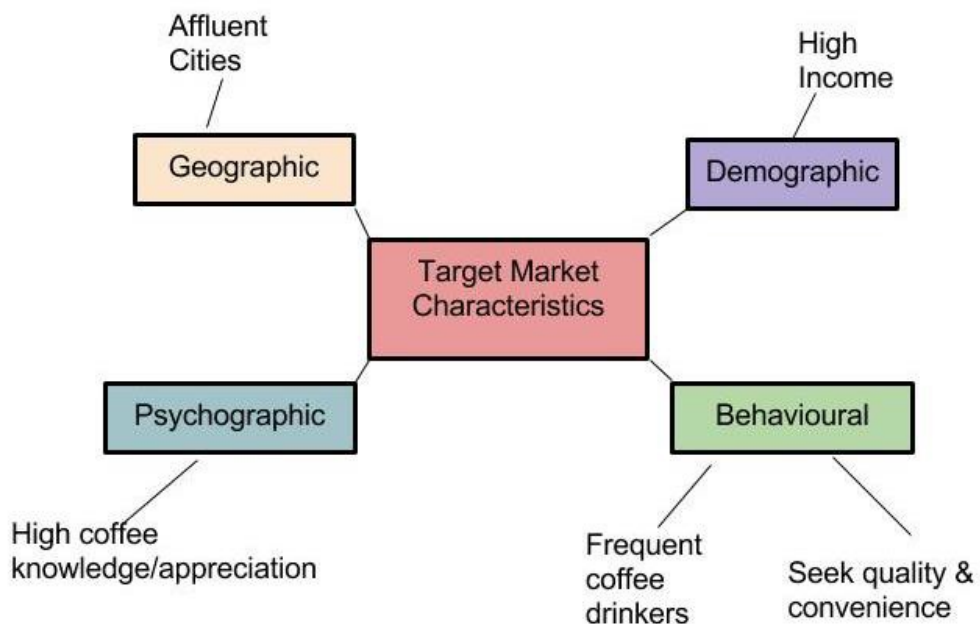 Affluent
Cities
High
Income
Geographic
Demographic
Target Market
Characteristics
Psychographic
Behavioural
High coffee
knowledge/appreciation
Frequent
coffee
drinkers
Seek quality &
convenience